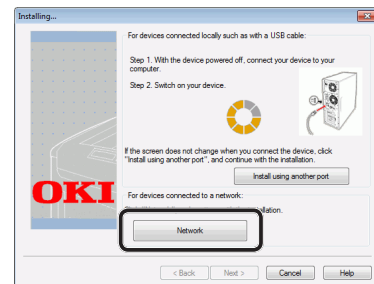 Installing...
For devices connected locally such as with a USB cable:
Step 1. With the device powered off, connect your device to your
computer.
Step 2. Switch on your device.
If the screen does not change when you connect the device, click
"Install using another port", and continue with the installation.
Install using another port
OKI
For devices connected to a network:
Network
< Back
Next >
Cancel
Help